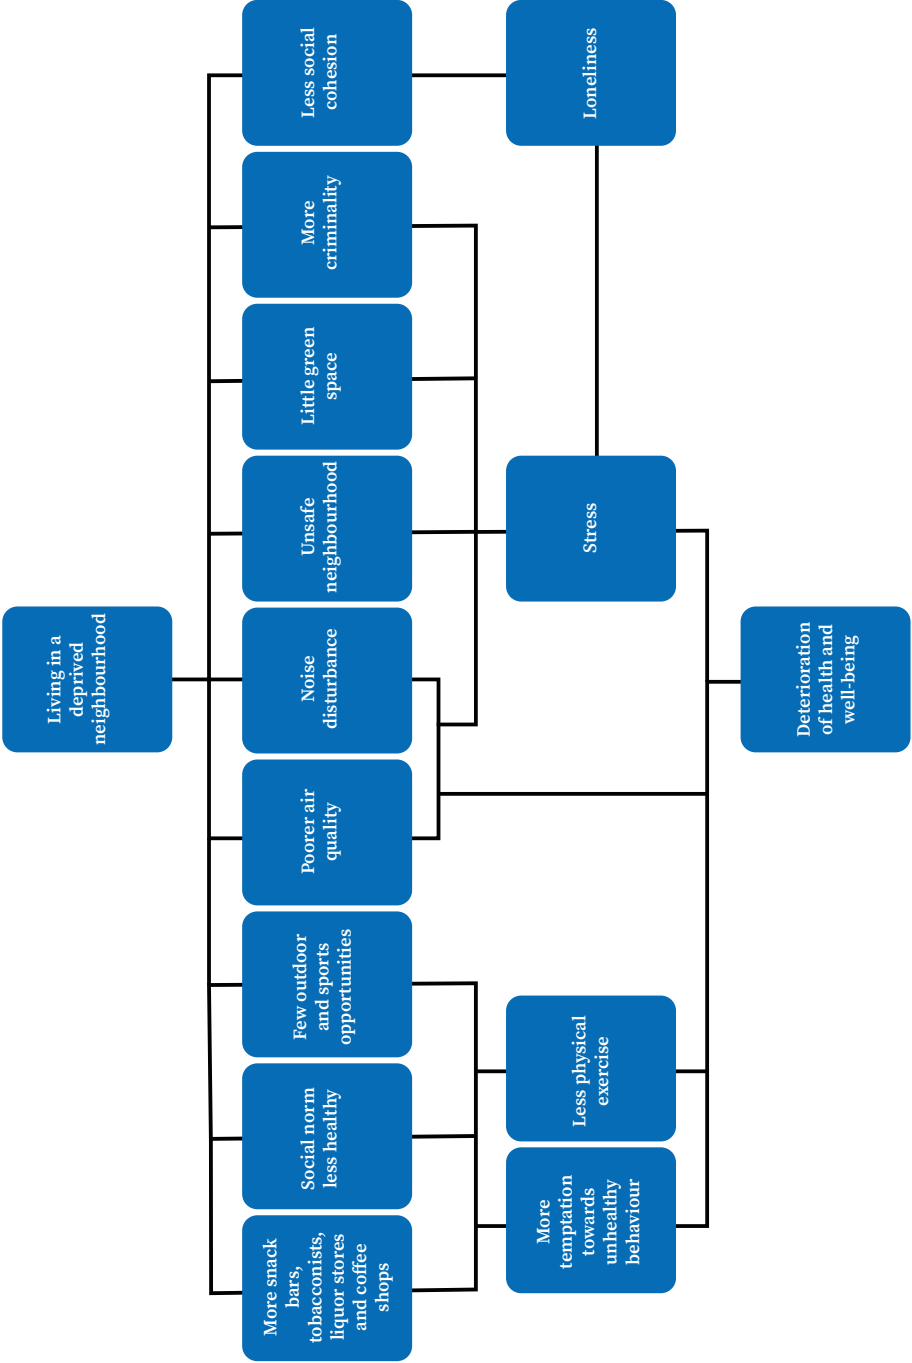 Living in a
deprived
neighbourhood
More snack
bars,
tobacconists,
liquor stores
and coffee
shops
Social norm
less healthy
Few outdoor
and sports
opportunities
Poorer air
quality
Noise
disturbance
Unsafe
neighbourhood
Little green
space
More
criminality
Less social
cohesion
More
temptation
towards
unhealthy
behaviour
Less physical
exercise
Stress
Loneliness
Deterioration
of health and
well-being